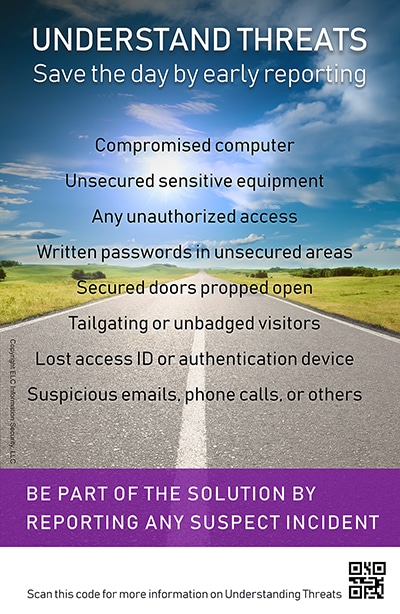 UNDERSTAND THREATS
Save the day by early reporting
Compromised computer
Unsecured sensitive equipment
Any unauthorized access
Written passwords in unsecured areas
Secured doors propped open
Tailgating or unbadged visitors
Lost access ID or authentication device
Suspicious emails, phone calls, or others
Copyright ELC Information Security, LLC
BE PART OF THE SOLUTION BY
REPORTING ANY SUSPECT INCIDENT
Scan this code for more information on Understanding Threats